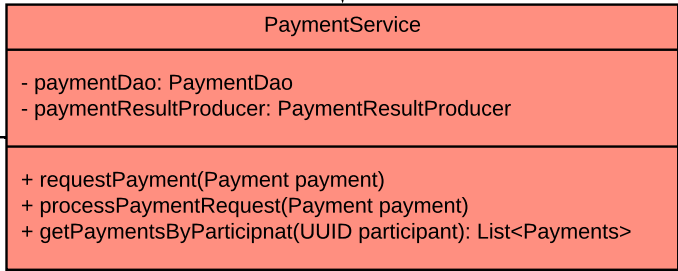 PaymentService
- paymentDao: PaymentDao
- paymentResultProducer: PaymentResultProducer
+ requestPayment(Payment payment)
+ processPaymentRequest(Payment payment)
+ getPaymentsByParticipnat(UUID participant): List<Payments>